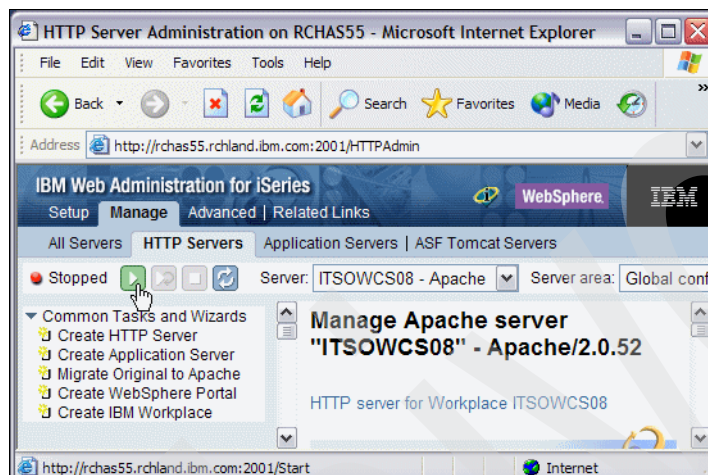 HTTP Server Administration on RCHAS55 - Microsoft Internet Explorer
File Edit View Favorites Tools Help
Back Search Favorites Media »
Address http://rchas55.rchland.ibm.com:2001/HTTPAdmin
IBM Web Administration for iSeries
WebSphere. IBM
Setup Manage Advanced | Related Links
All Servers HTTP Servers Application Servers | ASF Tomcat Servers
Stopped Server: ITSOWCS08 - Apache Server area: Global conf
Common Tasks and Wizards
Create HTTP Server
Create Application Server
Migrate Original to Apache
Create WebSphere Portal
Create IBM Workplace
Manage Apache server
"ITSOWCS08" - Apache/2.0.52
HTTP server for Workplace ITSOWCS08
http://rchas55.rchland.ibm.com:2001/Start Internet